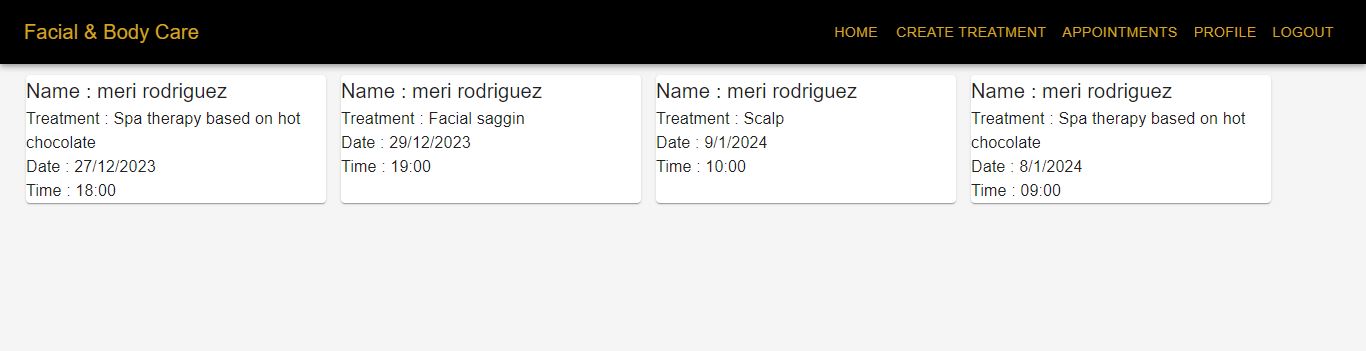 Facial & Body Care
HOME CREATE TREATMENT APPOINTMENTS PROFILE LOGOUT
Name : meri rodriguez
Treatment : Spa therapy based on hot
chocolate
Date : 27/12/2023
Time : 18:00
Name : meri rodriguez
Treatment : Facial saggin
Date : 29/12/2023
Time : 19:00
Name : meri rodriguez
Treatment : Scalp
Date : 9/1/2024
Time : 10:00
Name : meri rodriguez
Treatment : Spa therapy based on hot
chocolate
Date : 8/1/2024
Time : 09:00